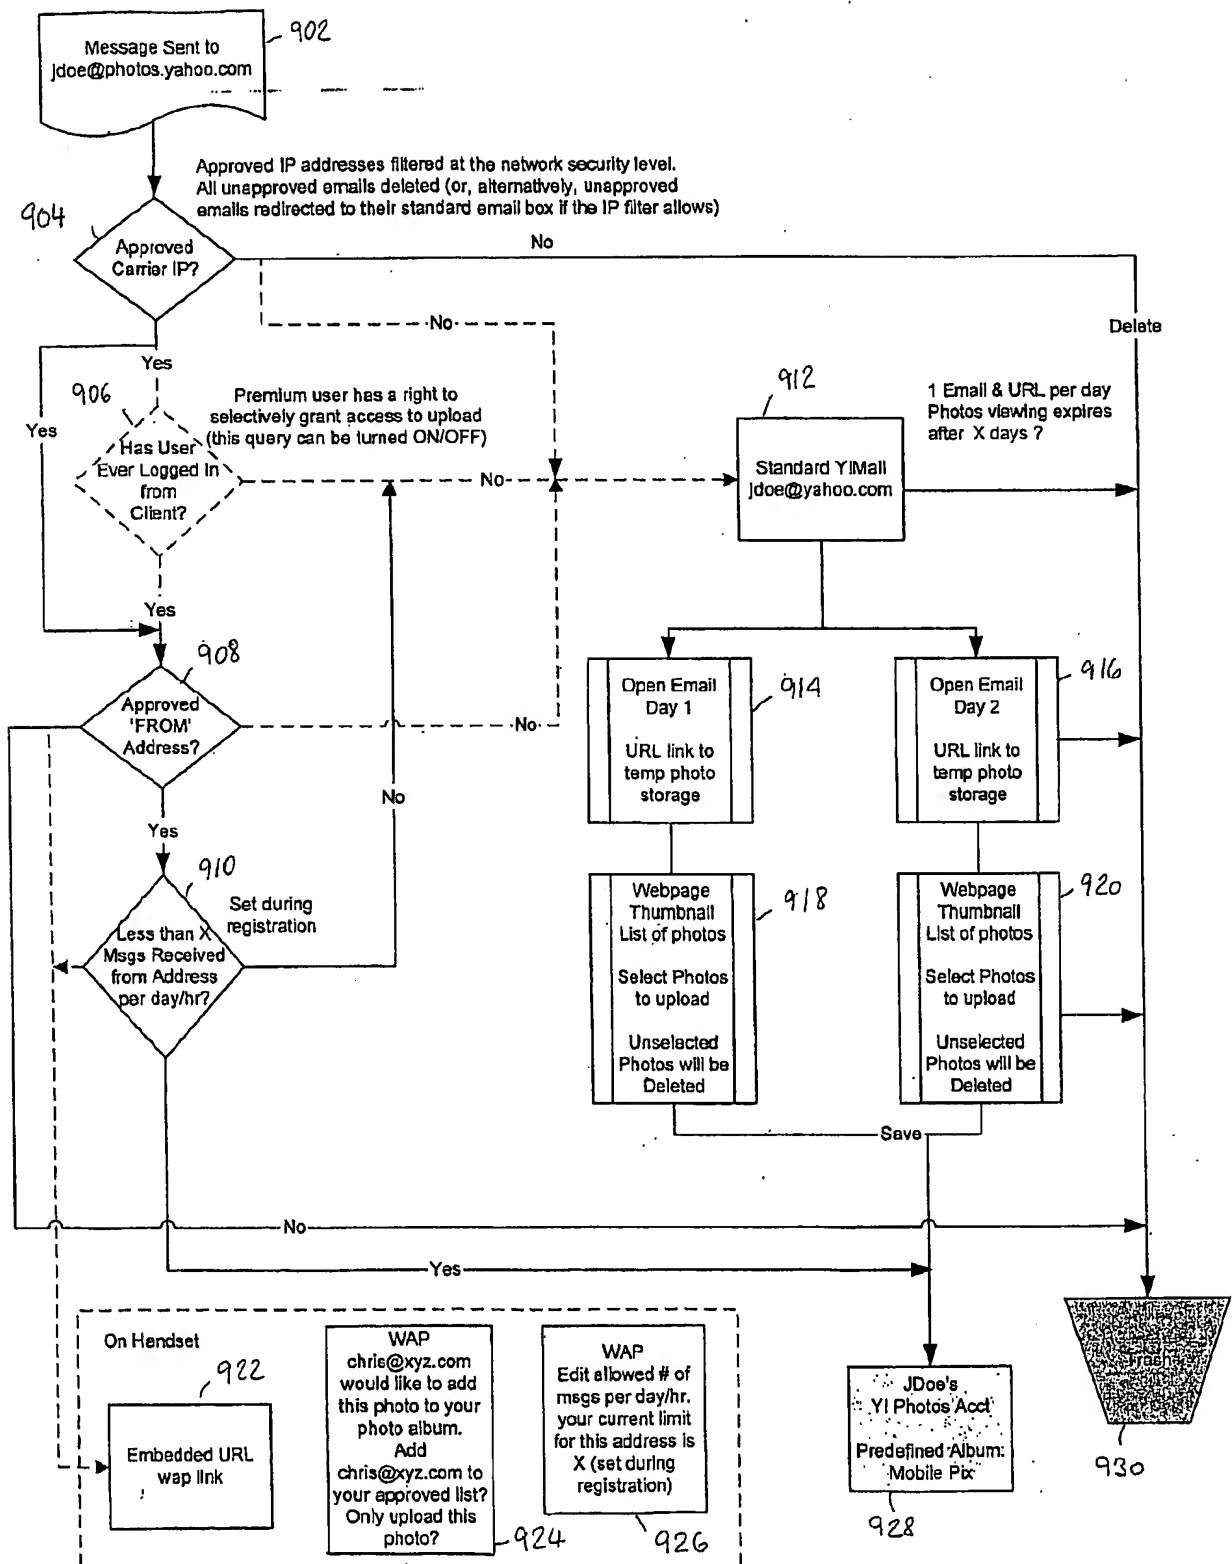 Message Sent to
jdoe@photos.yahoo.com
902
Approved IP addresses filtered at the network security level.
All unapproved emails deleted (or, alternatively, unapproved
emails redirected to their standard email box if the IP filter allows)
904
Approved
Carrier IP?
No
No
Delete
Yes
Yes
906
Premium user has a right to
selectively grant access to upload
(this query can be turned ON/OFF)
Has User
Ever Logged In
from
Client?
No
912
1 Email & URL per day
Photos viewing expires
after X days ?
Standard Y!Mail
jdoe@yahoo.com
Yes
908
Approved
'FROM'
Address?
No
No
Open Email
Day 1
URL link to
temp photo
storage
914
Open Email
Day 2
URL link to
temp photo
storage
916
Yes
910
Set during
registration
Less than X
Msgs Received
from Address
per day/hr?
Webpage
Thumbnail
List of photos
Select Photos
to upload
Unselected
Photos will be
Deleted
918
Webpage
Thumbnail
List of photos
Select Photos
to upload
Unselected
Photos will be
Deleted
920
Save
No
Yes
On Handset
922
Embedded URL
wap link
WAP
chris@xyz.com
would like to add
this photo to your
photo album.
Add
chris@xyz.com to
your approved list?
Only upload this
photo?
924
WAP
Edit allowed # of
msgs per day/hr.
your current limit
for this address is
X (set during
registration)
926
JDoe's
Y! Photos Acct
Predefined Album:
Mobile Pix
928
Trash
930